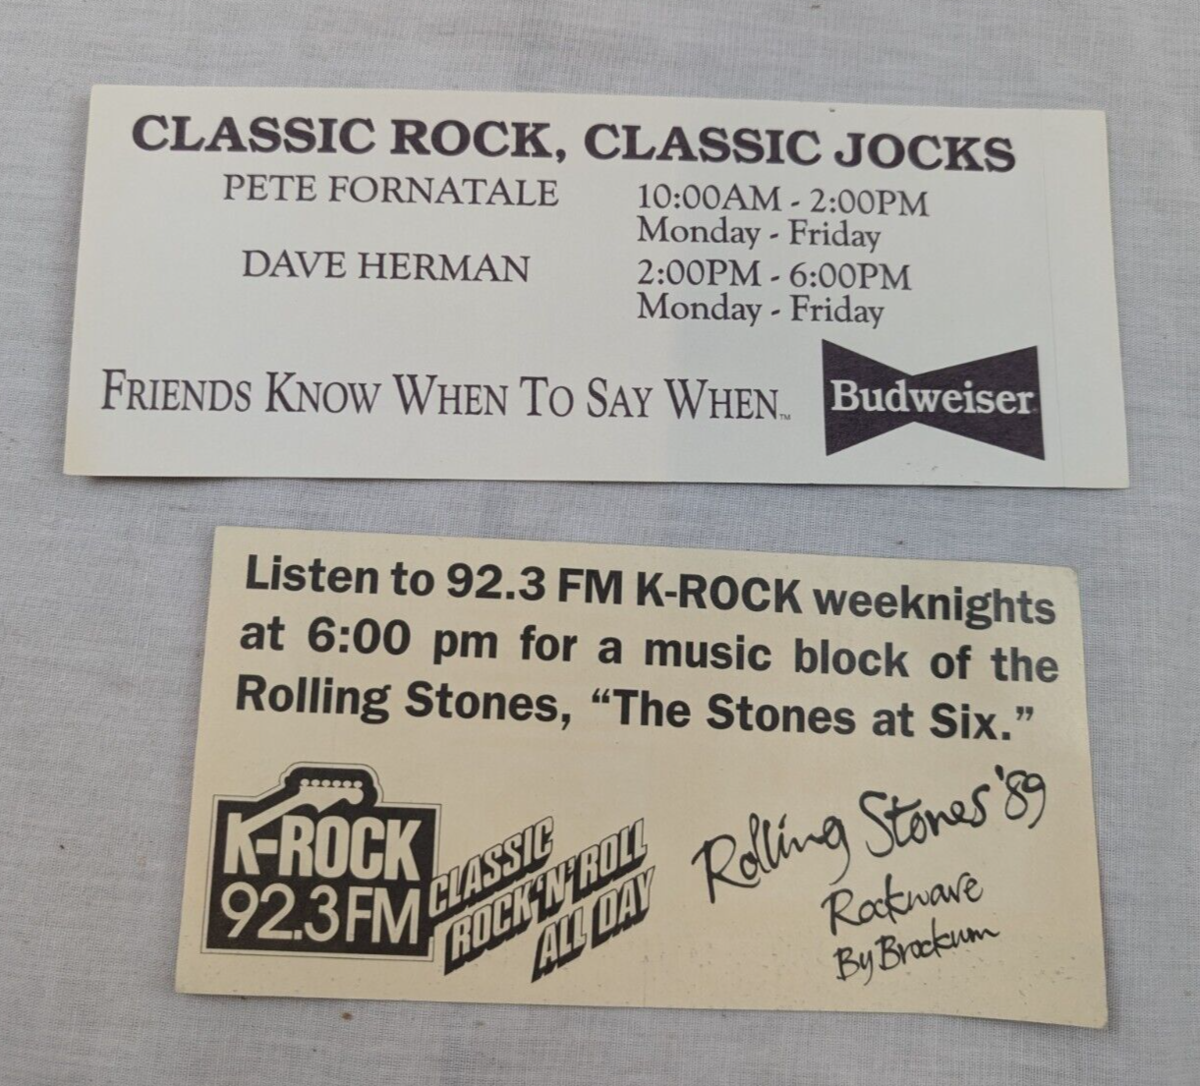 CLASSIC ROCK, CLASSIC JOCKS
PETE FORNATALE 10:00AM - 2:00PM
Monday - Friday
DAVE HERMAN 2:00PM - 6:00PM
Monday - Friday
FRIENDS KNOW WHEN TO SAY WHEN.™
Budweiser
Listen to 92.3 FM K-ROCK weeknights
at 6:00 pm for a music block of the
Rolling Stones, “The Stones at Six.”
K-ROCK
92.3 FM
CLASSIC
ROCK 'N' ROLL
ALL DAY
Rolling Stones '89
Rockware
By Brockum